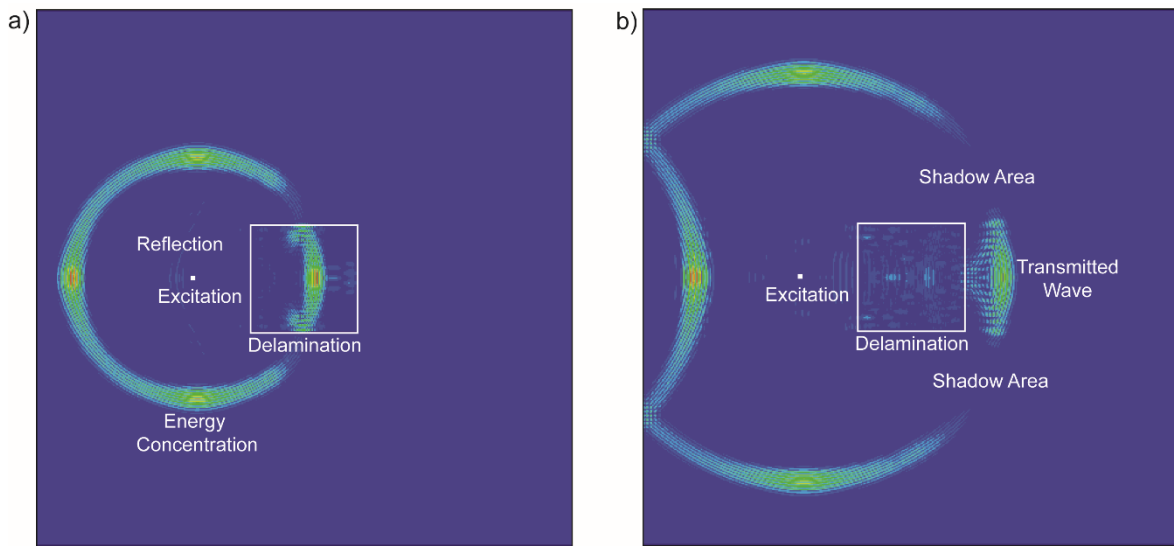 a)
Reflection
Excitation
Delamination
Energy
Concentration
b)
Shadow Area
Transmitted
Wave
Excitation
Delamination
Shadow Area